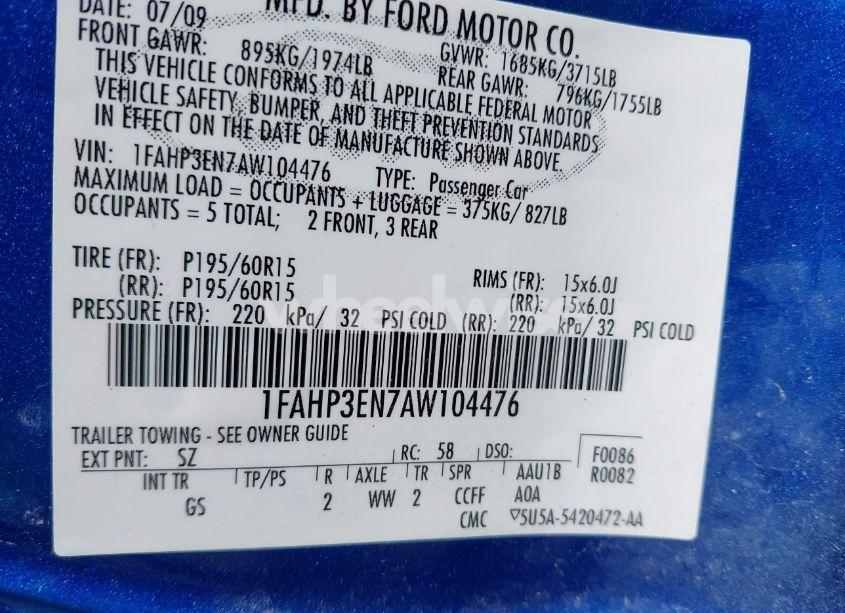 DATE: 07/09 MFD. BY FORD MOTOR CO.
FRONT GAWR: 895KG/1974LB GVWR: 1685KG/3715LB
REAR GAWR: 796KG/1755LB
THIS VEHICLE CONFORMS TO ALL APPLICABLE FEDERAL MOTOR
VEHICLE SAFETY, BUMPER, AND THEFT PREVENTION STANDARDS
IN EFFECT ON THE DATE OF MANUFACTURE SHOWN ABOVE.
VIN: 1FAHP3EN7AW104476 TYPE: Passenger Car
MAXIMUM LOAD = OCCUPANTS + LUGGAGE = 375KG/ 827LB
OCCUPANTS = 5 TOTAL; 2 FRONT, 3 REAR
TIRE (FR): P195/60R15 RIMS (FR): 15x6.0J
(RR): P195/60R15 (RR): 15x6.0J
PRESSURE (FR): 220 kPa/ 32 PSI COLD (RR): 220 kPa/ 32 PSI COLD
1FAHP3EN7AW104476
TRAILER TOWING - SEE OWNER GUIDE
EXT PNT: SZ RC: 58 DSO: F0086
R0082
INT TR TP/PS R AXLE TR SPR AAU1B
GS 2 WW 2 CCFF AOA
CMC ▽5U5A-5420472-AA